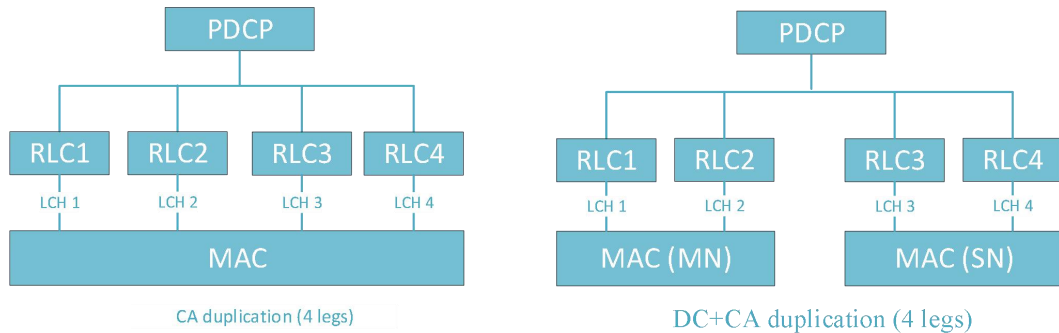 PDCP
RLC1 RLC2 RLC3 RLC4
LCH 1 LCH 2 LCH 3 LCH 4
MAC
CA duplication (4 legs)
PDCP
RLC1 RLC2 RLC3 RLC4
LCH 1 LCH 2 LCH 3 LCH 4
MAC (MN) MAC (SN)
DC+CA duplication (4 legs)